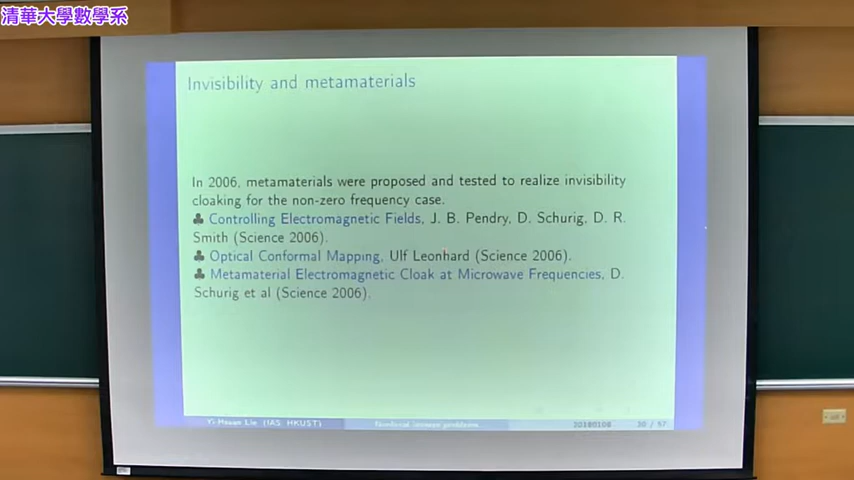 清華大學數學系
Invisibility and metamaterials
In 2006, metamaterials were proposed and tested to realize invisibility
cloaking for the non-zero frequency case.
♣ Controlling Electromagnetic Fields, J. B. Pendry, D. Schurig, D. R.
Smith (Science 2006).
♣ Optical Conformal Mapping, Ulf Leonhard (Science 2006).
♣ Metamaterial Electromagnetic Cloak at Microwave Frequencies, D.
Schurig et al (Science 2006).
Yi-Hsuan Lin (IAS, HKUST) Nonlocal inverse problems 20180108 30 / 57